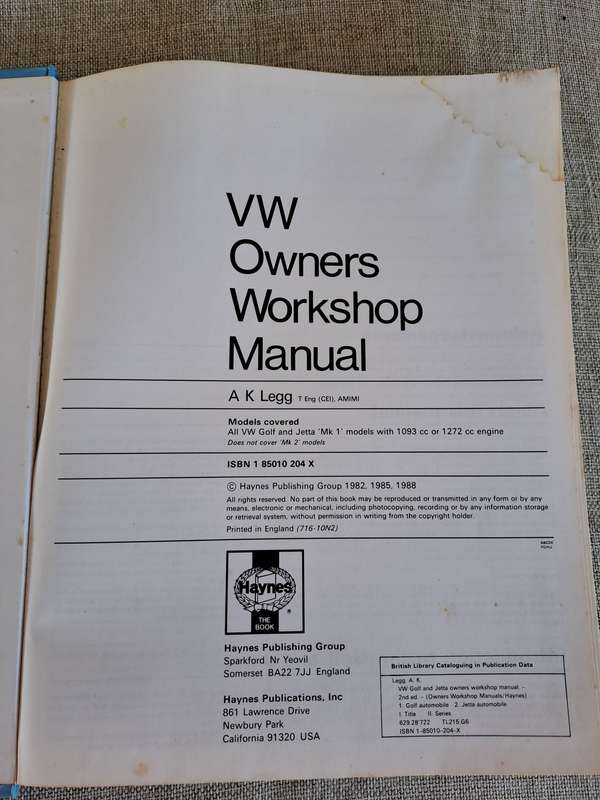 VW
Owners
Workshop
Manual
A K Legg T Eng (CEI), AMIMI
Models covered
All VW Golf and Jetta 'Mk 1' models with 1093 cc or 1272 cc engine
Does not cover 'Mk 2' models
ISBN 1 85010 204 X
© Haynes Publishing Group 1982, 1985, 1988
All rights reserved. No part of this book may be reproduced or transmitted in any form or by any
means, electronic or mechanical, including photocopying, recording or by any information storage
or retrieval system, without permission in writing from the copyright holder.
Printed in England (716-10N2)
Haynes
®
THE
BOOK
Haynes Publishing Group
Sparkford Nr Yeovil
Somerset BA22 7JJ England
Haynes Publications, Inc
861 Lawrence Drive
Newbury Park
California 91320 USA
British Library Cataloguing in Publication Data
Legg, A. K.
VW Golf and Jetta owners workshop manual. -
2nd ed. - (Owners Workshop Manuals/Haynes)
1. Golf automobile 2. Jetta automobile
I. Title II. Series
629.28'722 TL215.G6
ISBN 1-85010-204-X